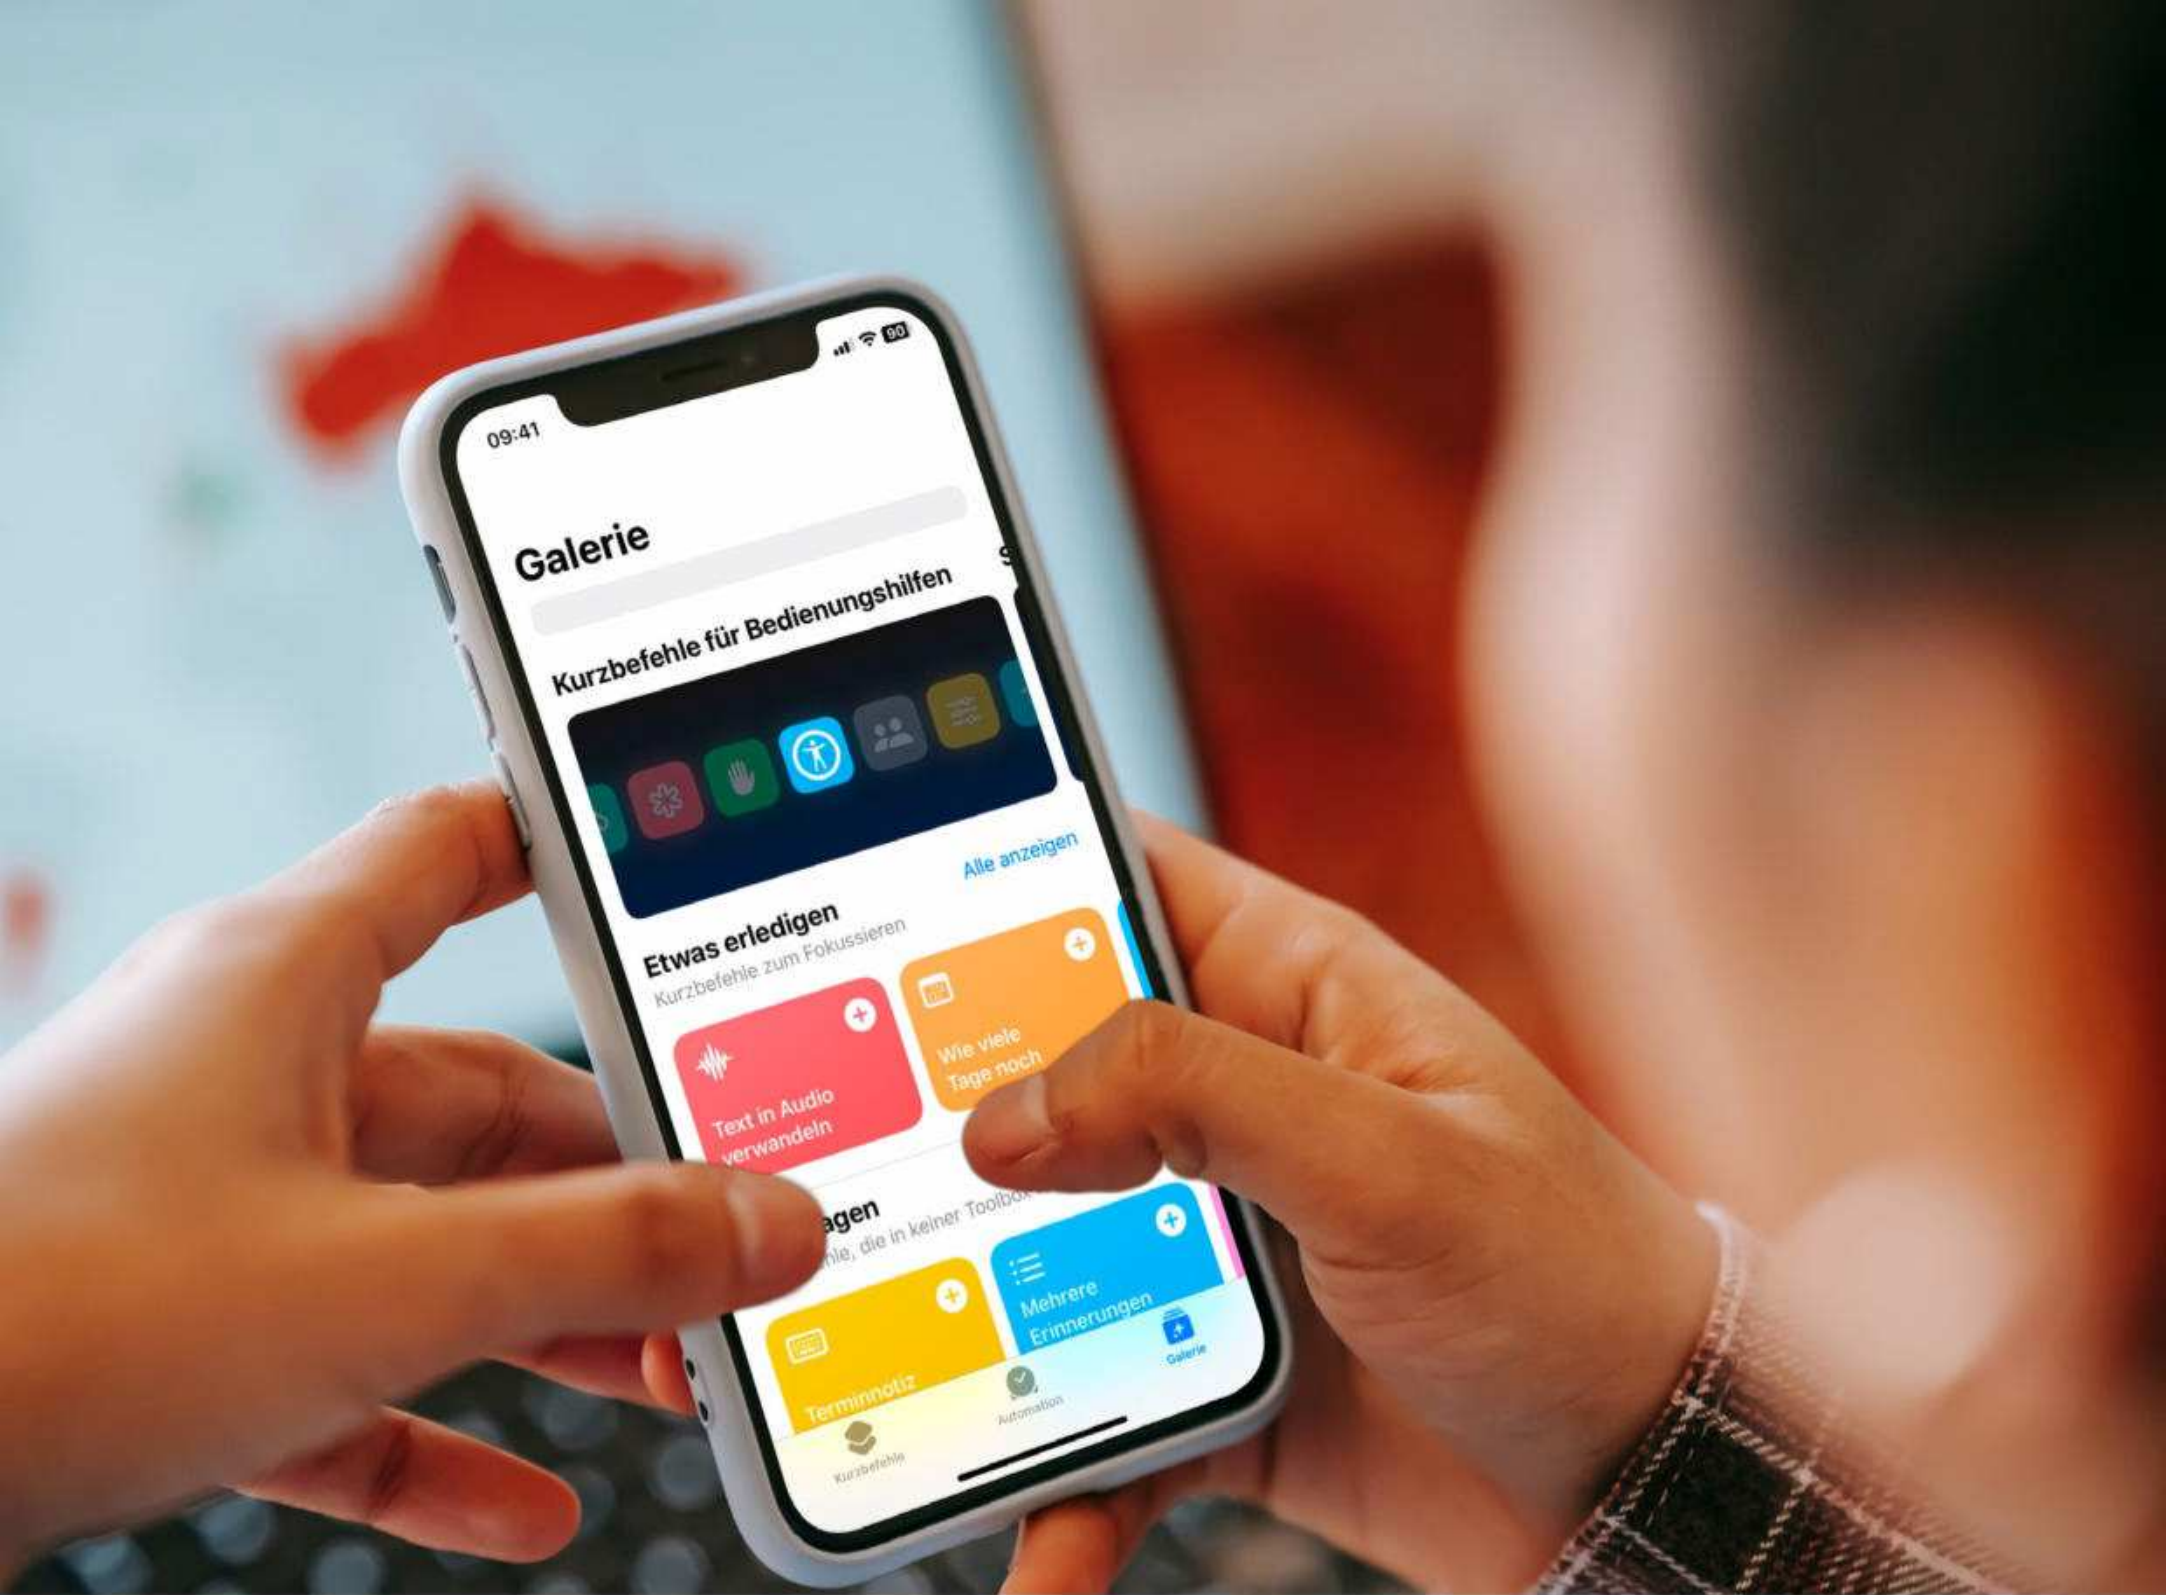 09:41
90
Galerie
Kurzbefehle für Bedienungshilfen
S
Alle anzeigen
Etwas erledigen
Kurzbefehle zum Fokussieren
Text in Audio
verwandeln
Wie viele
Tage noch
agen
hle, die in keiner Toolbo
Terminnotiz
Mehrere
Erinnerungen
Kurzbefehle
Automation
Galerie